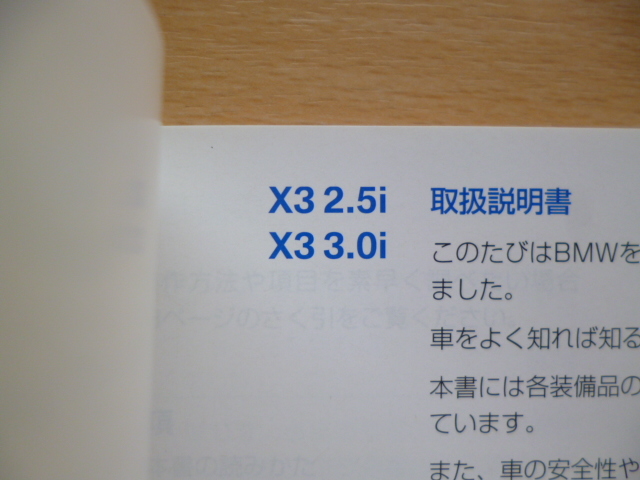 X3 2.5i
X3 3.0i
取扱説明書
このたびはBMWを
ました。
車をよく知れば知る
本書には各装備品の
ています。
また、車の安全性や